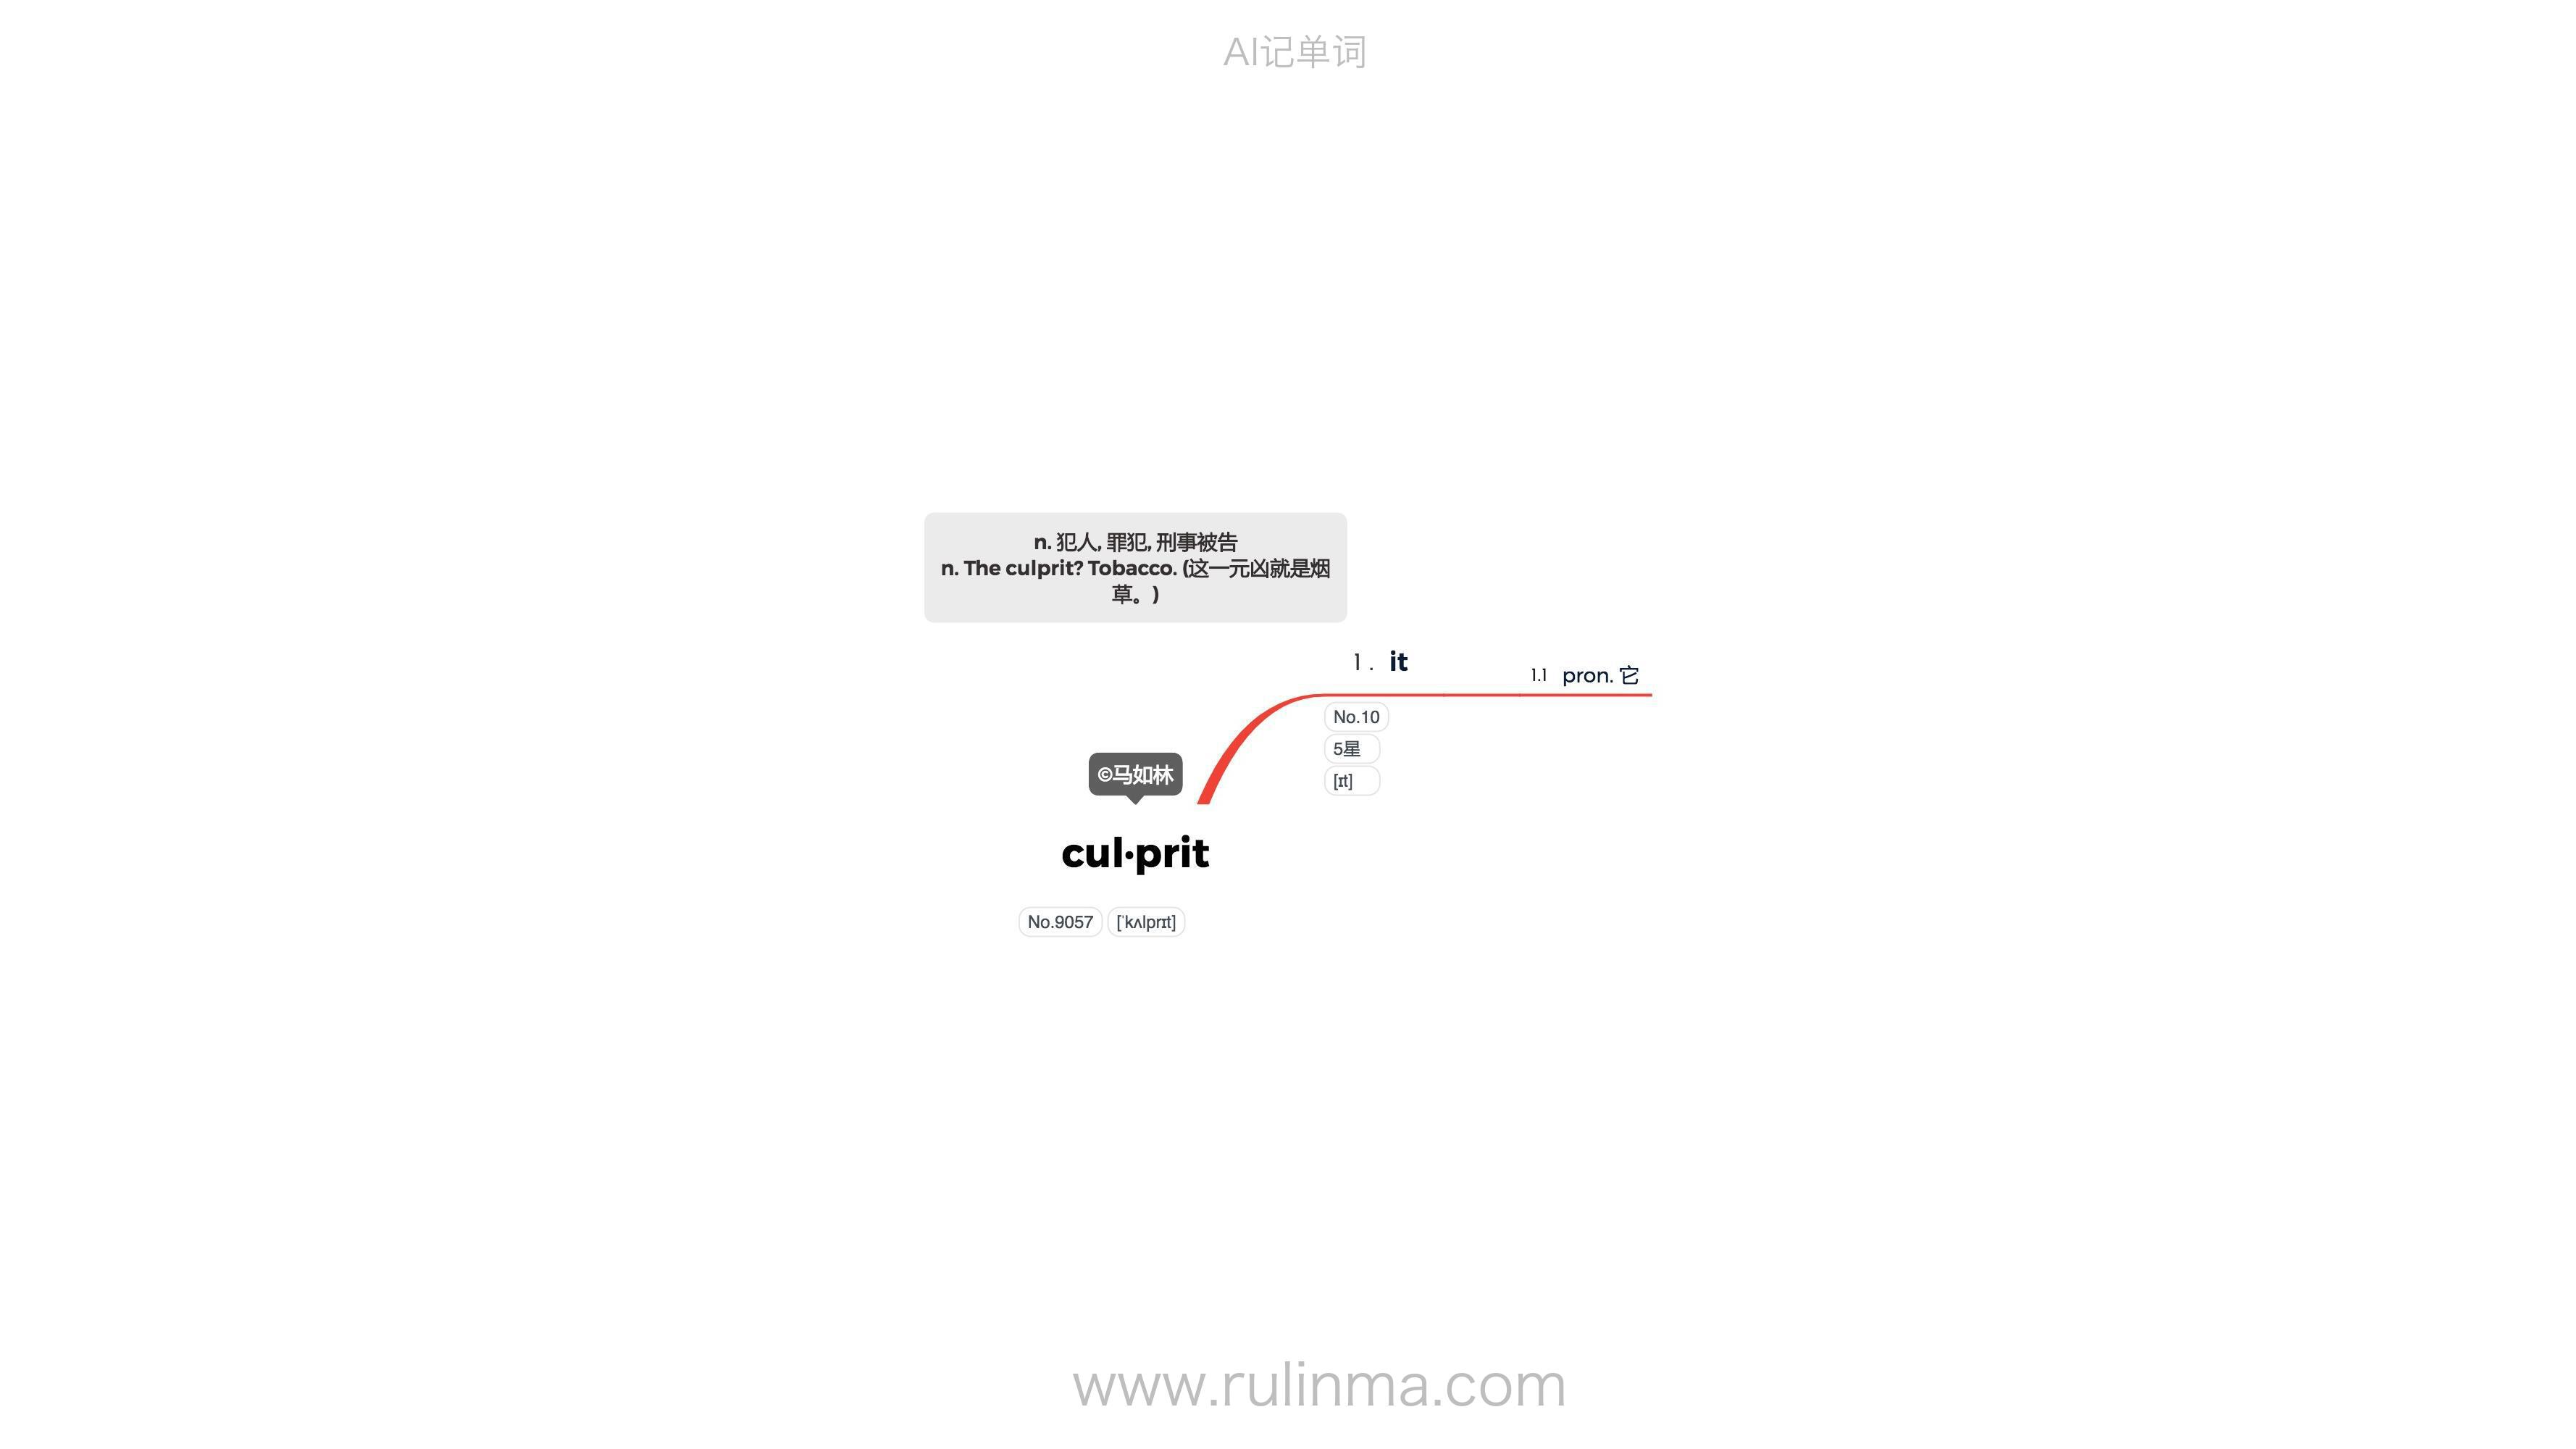 AI记单词
n. 犯人, 罪犯, 刑事被告
n. The culprit? Tobacco. (这一元凶就是烟
草。)
1. it
1.1 pron. 它
No.10
5星
[ɪt]
©马如林
cul·prit
No.9057 [ˈkʌlprɪt]
www.rulinma.com